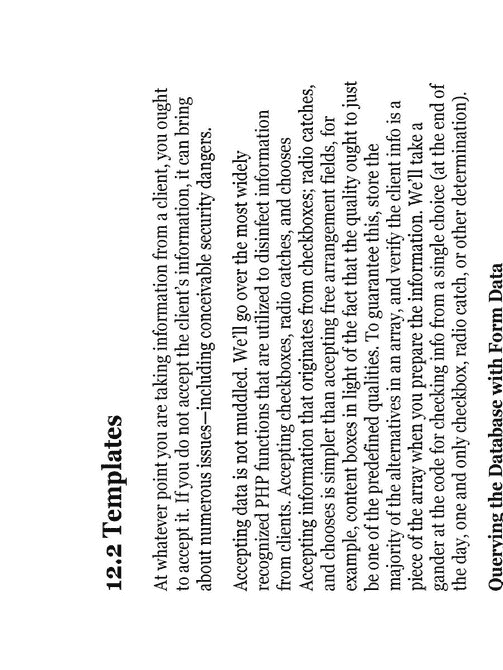 12.2 Templates
At whatever point you are taking information from a client, you ought
to accept it. If you do not accept the client's information, it can bring
about numerous issues—including conceivable security dangers.
Accepting data is not muddled. We'll go over the most widely
recognized PHP functions that are utilized to disinfect information
from clients. Accepting checkboxes, radio catches, and chooses
Accepting information that originates from checkboxes; radio catches,
and chooses is simpler than accepting free arrangement fields, for
example, content boxes in light of the fact that the quality ought to just
be one of the predefined qualities. To guarantee this, store the
majority of the alternatives in an array, and verify the client info is a
piece of the array when you prepare the information. We'll take a
gander at the code for checking info from a single choice (at the end of
the day, one and only checkbox, radio catch, or other determination).
Querying the Database with Form Data